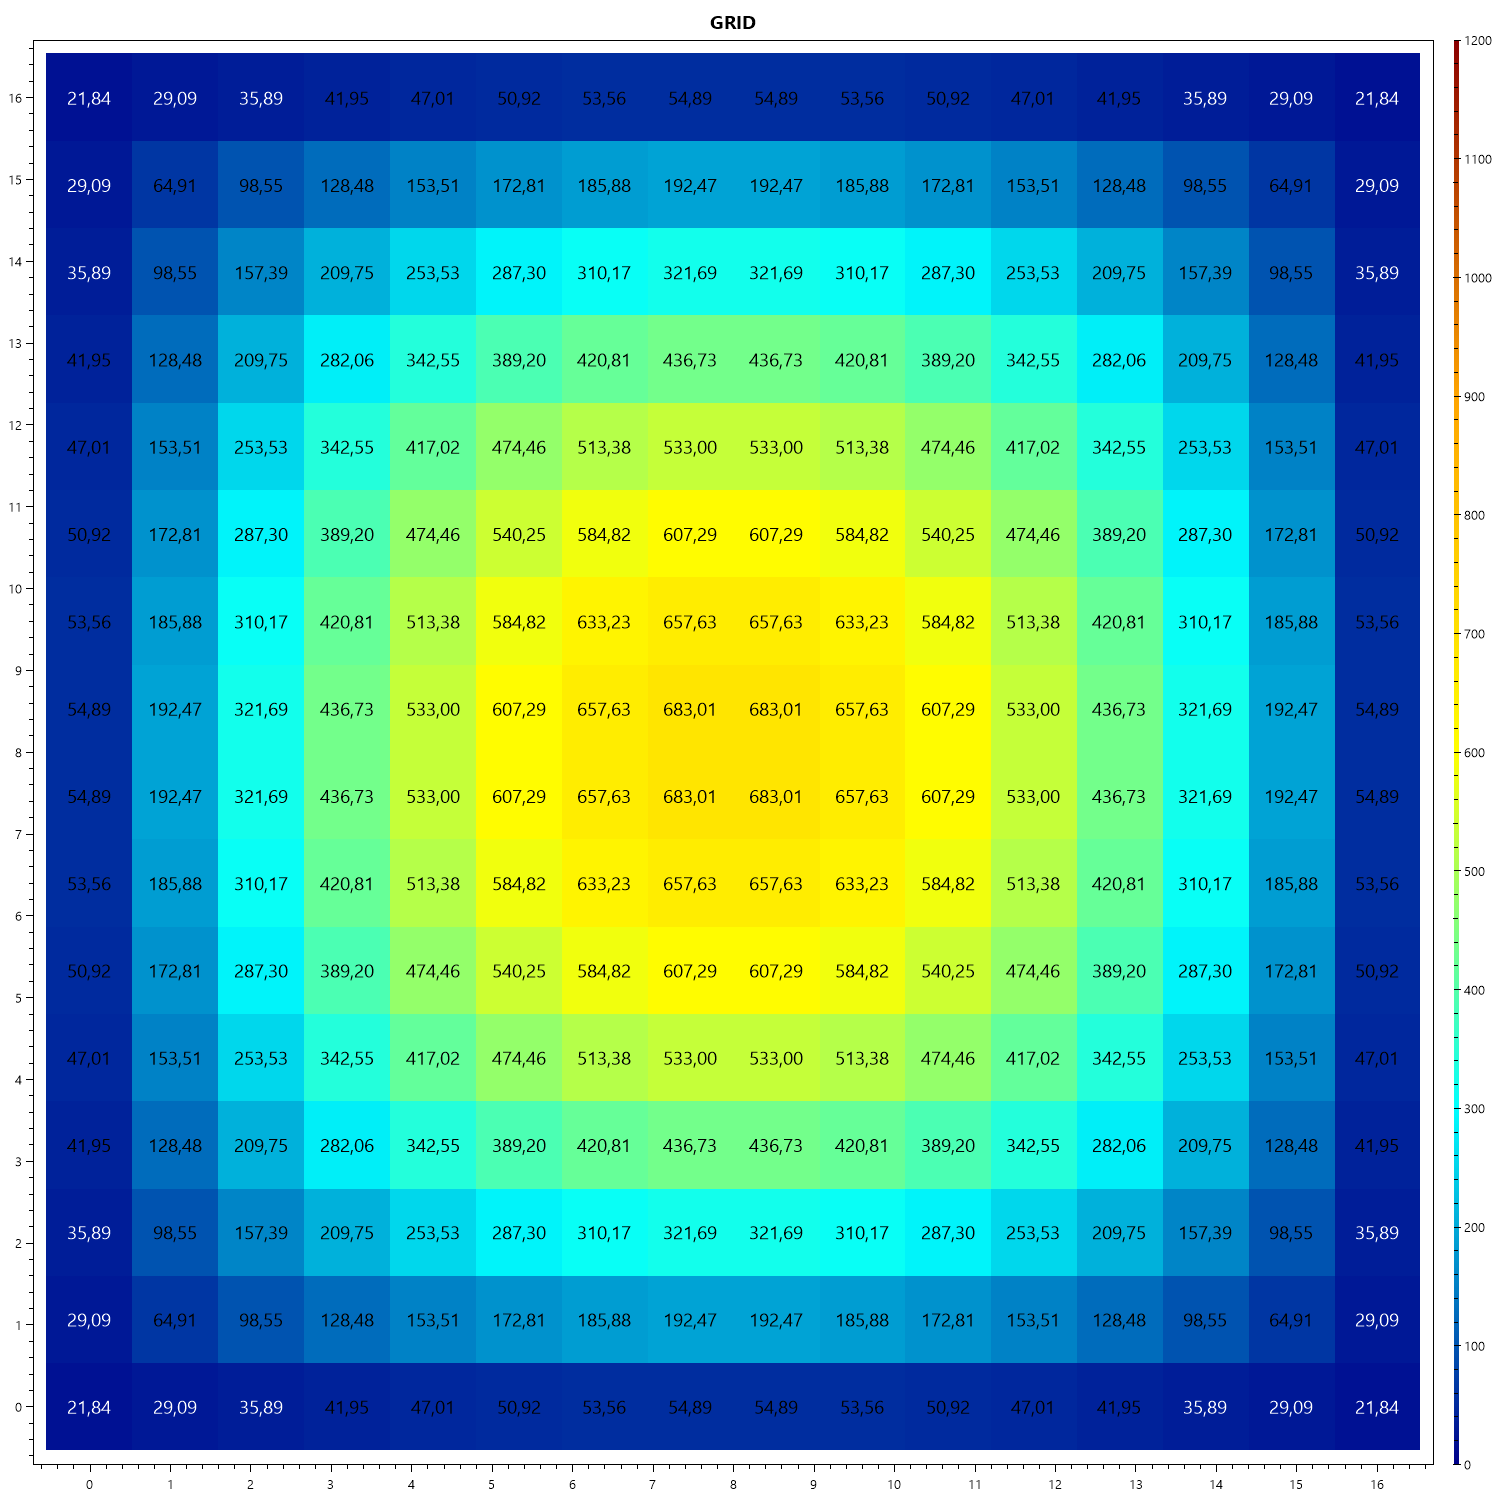 GRID
16 21,84 29,09 35,89 41,95 47,01 50,92 53,56 54,89 54,89 53,56 50,92 47,01 41,95 35,89 29,09 21,84 1200
15 29,09 64,91 98,55 128,48 153,51 172,81 185,88 192,47 192,47 185,88 172,81 153,51 128,48 98,55 64,91 29,09 1100
14 35,89 98,55 157,39 209,75 253,53 287,30 310,17 321,69 321,69 310,17 287,30 253,53 209,75 157,39 98,55 35,89 1000
13 41,95 128,48 209,75 282,06 342,55 389,20 420,81 436,73 436,73 420,81 389,20 342,55 282,06 209,75 128,48 41,95 900
12 47,01 153,51 253,53 342,55 417,02 474,46 513,38 533,00 533,00 513,38 474,46 417,02 342,55 253,53 153,51 47,01
11 50,92 172,81 287,30 389,20 474,46 540,25 584,82 607,29 607,29 584,82 540,25 474,46 389,20 287,30 172,81 50,92 800
10 53,56 185,88 310,17 420,81 513,38 584,82 633,23 657,63 657,63 633,23 584,82 513,38 420,81 310,17 185,88 53,56 700
9 54,89 192,47 321,69 436,73 533,00 607,29 657,63 683,01 683,01 657,63 607,29 533,00 436,73 321,69 192,47 54,89
8 600
54,89 192,47 321,69 436,73 533,00 607,29 657,63 683,01 683,01 657,63 607,29 533,00 436,73 321,69 192,47 54,89
7 53,56 185,88 310,17 420,81 513,38 584,82 633,23 657,63 657,63 633,23 584,82 513,38 420,81 310,17 185,88 53,56 500
6 50,92 172,81 287,30 389,20 474,46 540,25 584,82 607,29 607,29 584,82 540,25 474,46 389,20 287,30 172,81 50,92 400
5 47,01 153,51 253,53 342,55 417,02 474,46 513,38 533,00 533,00 513,38 474,46 417,02 342,55 253,53 153,51 47,01
4 41,95 128,48 209,75 282,06 342,55 389,20 420,81 436,73 436,73 420,81 389,20 342,55 282,06 209,75 128,48 41,95 300
3 35,89 98,55 157,39 209,75 253,53 287,30 310,17 321,69 321,69 310,17 287,30 253,53 209,75 157,39 98,55 35,89 200
2 29,09 64,91 98,55 128,48 153,51 172,81 185,88 192,47 192,47 185,88 172,81 153,51 128,48 98,55 64,91 29,09 100
1
0 21,84 29,09 35,89 41,95 47,01 50,92 53,56 54,89 54,89 53,56 50,92 47,01 41,95 35,89 29,09 21,84 0
0 1 2 3 4 5 6 7 8 9 10 11 12 13 14 15 16